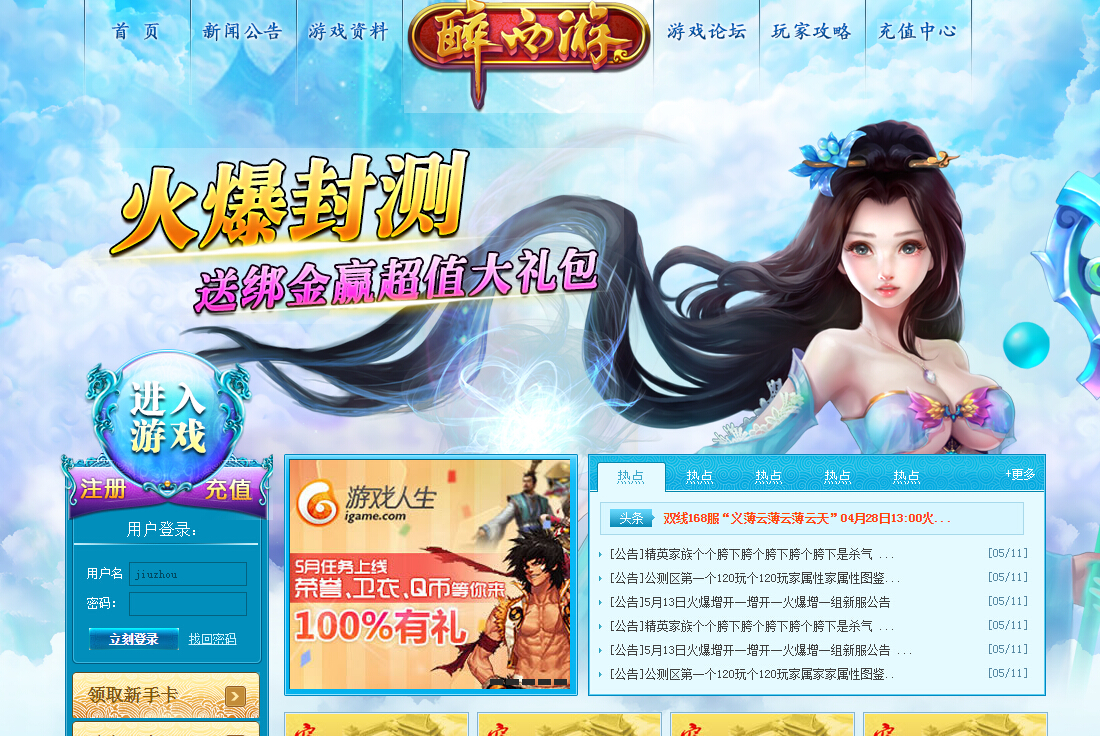 首 页
新闻公告
游戏资料
醉西游
游戏论坛
玩家攻略
充值中心
火爆封测
送绑金赢超值大礼包
进入
游戏
注册
充值
用户登录:
用户名 jiuzhou
密码:
立刻登录 找回密码
领取新手卡
游戏人生
igame.com
5月任务上线
荣誉,卫衣,Q币等你来
100%有礼
热点 热点 热点 热点 热点 +更多
头条 双线168服“义薄云薄云薄云天”04月28日13:00火...
[公告]精英家族个个胯下胯个胯下胯个胯下是杀气 ... [05/11]
[公告]公测区第一个120玩个120玩家属性家属性图鉴... [05/11]
[公告]5月13日火爆增开一增开一火爆增一组新服公告 [05/11]
[公告]精英家族个个胯下胯个胯下胯个胯下是杀气 ... [05/11]
[公告]5月13日火爆增开一增开一火爆增一组新服公告 ... [05/11]
[公告]公测区第一个120玩个120玩家属家家属性图鉴.. [05/11]